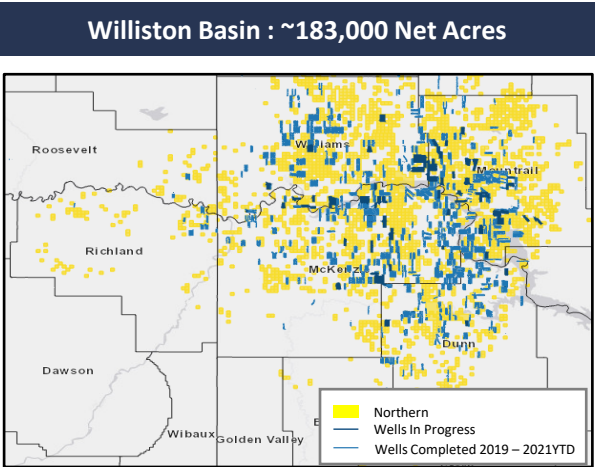 Williston Basin : ~183,000 Net Acres
Roosevelt
Williams
Mountrail
Richland
McKenzi
Dunn
Dawson
Wibaux
Golden Valley
Northern
Wells In Progress
Wells Completed 2019 – 2021YTD